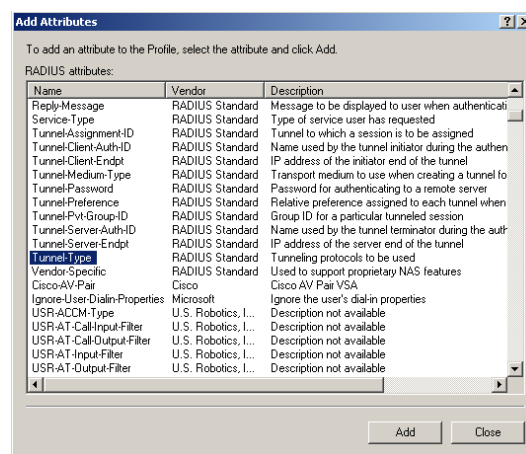 Add Attributes
To add an attribute to the Profile, select the attribute and click Add.
RADIUS attributes:
Name Vendor Description
Reply-Message RADIUS Standard Message to be displayed to user when authenticati
Service-Type RADIUS Standard Type of service user has requested
Tunnel-Assignment-ID RADIUS Standard Tunnel to which a session is to be assigned
Tunnel-Client-Auth-ID RADIUS Standard Name used by the tunnel initiator during the authen
Tunnel-Client-Endpt RADIUS Standard IP address of the initiator end of the tunnel
Tunnel-Medium-Type RADIUS Standard Transport medium to use when creating a tunnel fo
Tunnel-Password RADIUS Standard Password for authenticating to a remote server
Tunnel-Preference RADIUS Standard Relative preference assigned to each tunnel when
Tunnel-Pvt-Group-ID RADIUS Standard Group ID for a particular tunneled session
Tunnel-Server-Auth-ID RADIUS Standard Name used by the tunnel terminator during the auth
Tunnel-Server-Endpt RADIUS Standard IP address of the server end of the tunnel
Tunnel-Type RADIUS Standard Tunneling protocols to be used
Vendor-Specific RADIUS Standard Used to support proprietary NAS features
Cisco-AV-Pair Cisco Cisco AV Pair VSA
Ignore-User-Dialin-Properties Microsoft Ignore the user's dial-in properties
USR-ACCM-Type U.S. Robotics, I... Description not available
USR-AT-Call-Input-Filter U.S. Robotics, I... Description not available
USR-AT-Call-Output-Filter U.S. Robotics, I... Description not available
USR-AT-Input-Filter U.S. Robotics, I... Description not available
USR-AT-Output-Filter U.S. Robotics, I... Description not available
Add Close